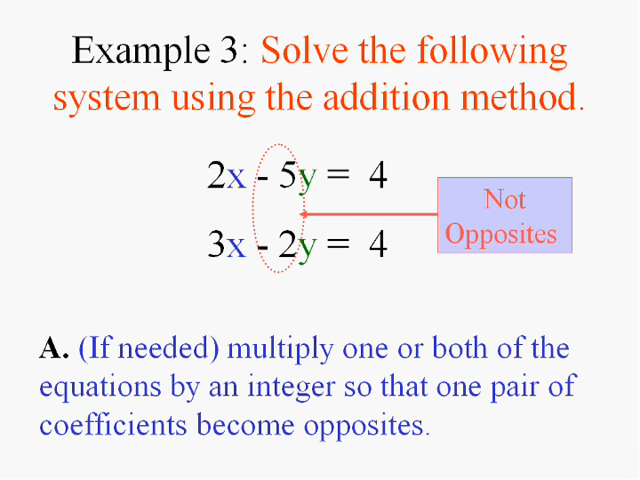 Example 3: Solve the following
system using the addition method.
2x - 5y = 4
3x - 2y = 4
Not
Opposites
A. (If needed) multiply one or both of the
equations by an integer so that one pair of
coefficients become opposites.